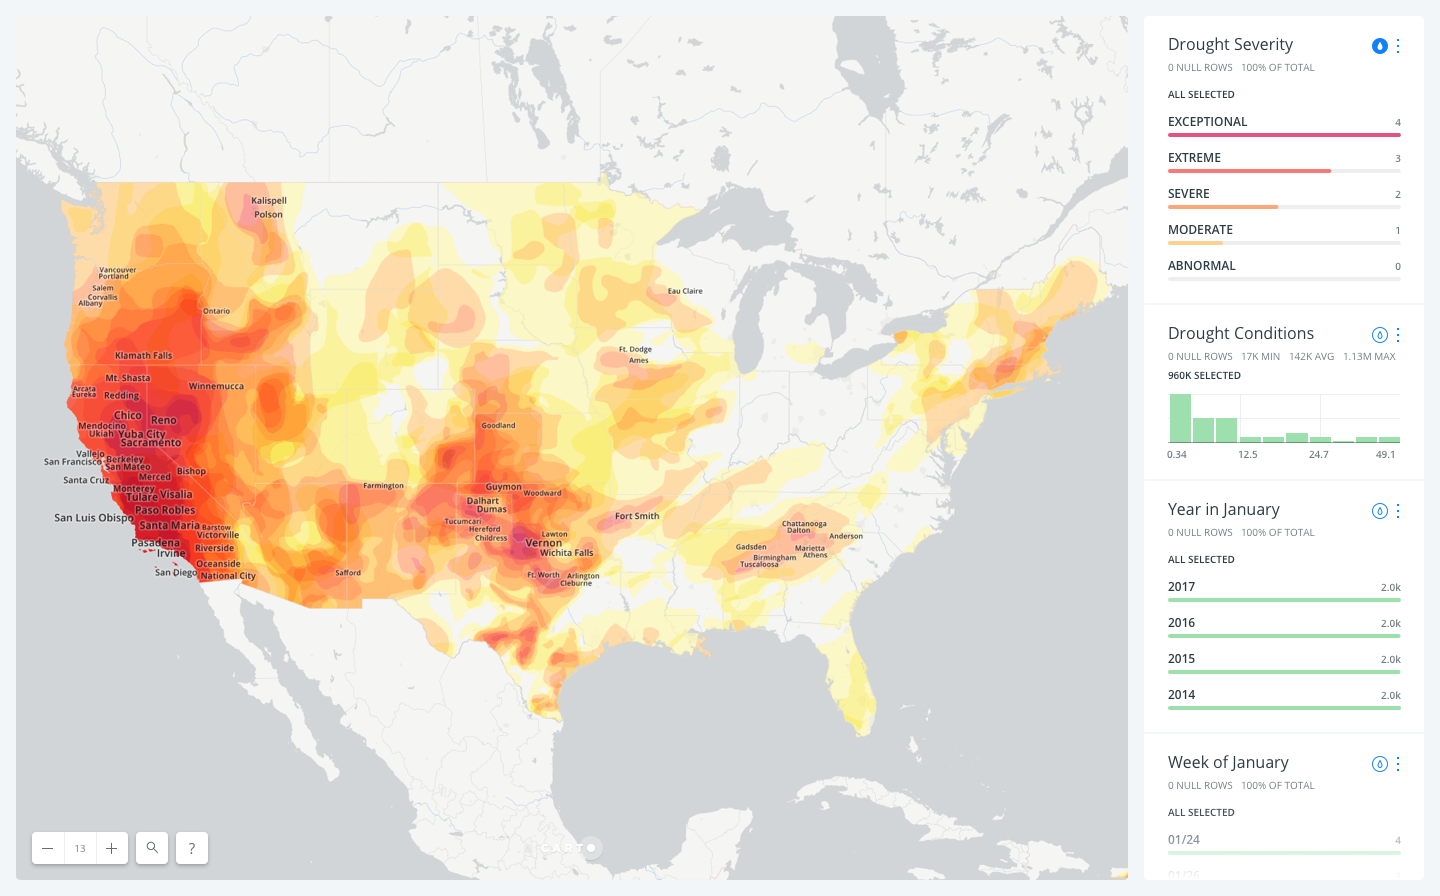 Kalispell
Polson
Vancouver
Portland
Salem
Corvallis
Albany
Ontario
Eau Claire
Klamath Falls
Ft. Dodge
Ames
Mt. Shasta
Winnemucca
Arcata
Eureka
Redding
Chico
Reno
Goodland
Mendocino
Ukiah
Yuba City
Sacramento
Vallejo
Berkeley
San Francisco
San Mateo
Bishop
Santa Cruz
Merced
Farmington
Guymon
Monterey
Woodward
Tulare
Visalia
Dalhart
Dumas
Paso Robles
San Luis Obispo
Fort Smith
Santa Maria
Barstow
Victorville
Tucumcari
Hereford
Childress
Chattanooga
Dalton
Anderson
Lawton
Pasadena
Vernon
Irvine
Riverside
Wichita Falls
Gadsden
Marietta
Athens
Birmingham
Tuscaloosa
Oceanside
San Diego
National City
Safford
Ft. Worth
Arlington
Cleburne
13
?
CARTO
Drought Severity
0 NULL ROWS 100% OF TOTAL
ALL SELECTED
EXCEPTIONAL 4
EXTREME 3
SEVERE 2
MODERATE 1
ABNORMAL 0
Drought Conditions
0 NULL ROWS 17K MIN 142K AVG 1.13M MAX
960K SELECTED
0.34 12.5 24.7 49.1
Year in January
0 NULL ROWS 100% OF TOTAL
ALL SELECTED
2017 2.0k
2016 2.0k
2015 2.0k
2014 2.0k
Week of January
0 NULL ROWS 100% OF TOTAL
ALL SELECTED
01/24 4
01/26